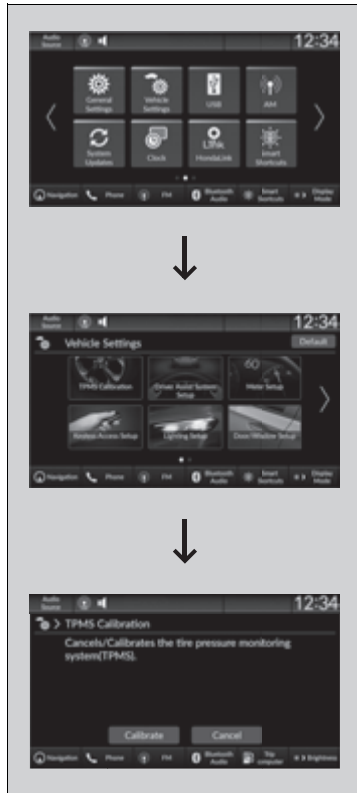 Audio Source 12:34
General Settings
Vehicle Settings
USB
AM
System Updates
Clock
Link
HondaLink
Smart Shortcuts
Navigation Phone FM Bluetooth Audio Smart Shortcuts Display Mode
Audio Source 12:34
Vehicle Settings Default
TPMS Calibration
Driver Assist System Setup
60
Meter Setup
Keyless Access Setup
Lighting Setup
Door/Window Setup
Navigation Phone FM Bluetooth Audio Smart Shortcuts Display Mode
Audio Source 12:34
> TPMS Calibration
Cancels/Calibrates the tire pressure monitoring
system(TPMS).
Calibrate Cancel
Navigation Phone FM Bluetooth Audio Trip computer Brightness